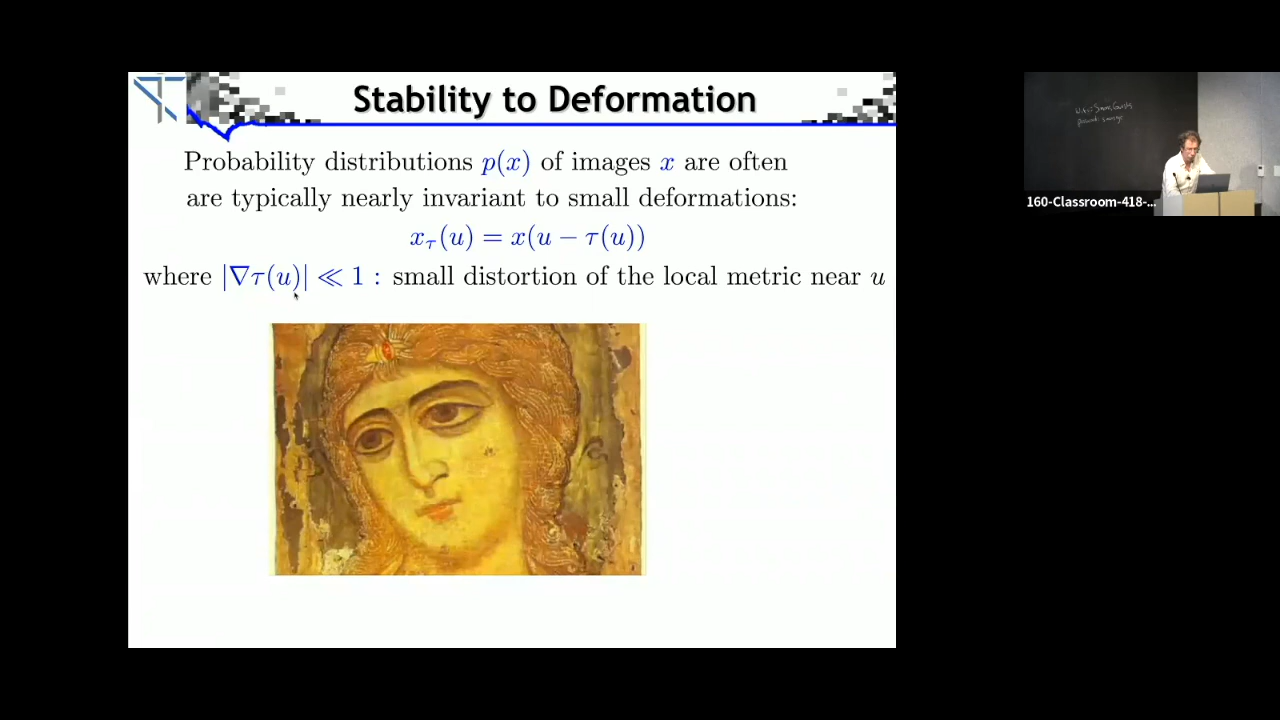 Stability to Deformation
Probability distributions p(x) of images x are often
are typically nearly invariant to small deformations:
x_τ(u) = x(u − τ(u))
where |∇τ(u)| ≪ 1 : small distortion of the local metric near u
160-Classroom-418-...